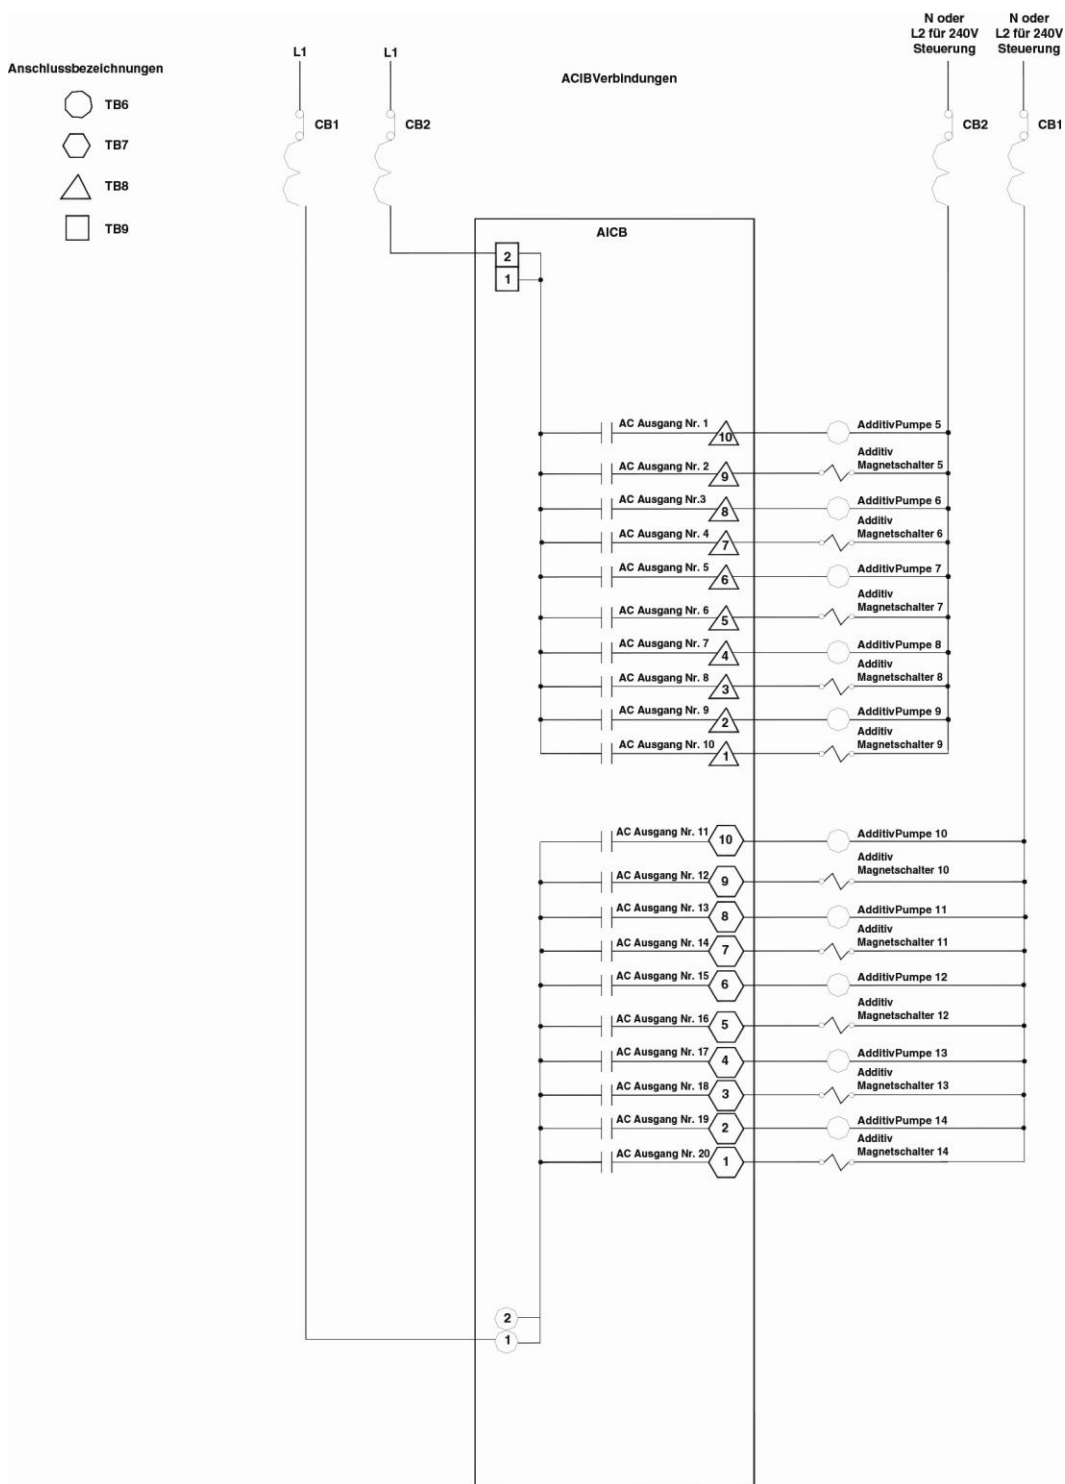 N oder
L2 für 240V
Steuerung
N oder
L2 für 240V
Steuerung
L1
L1
Anschlussbezeichnungen
ACIBVerbindungen
TB6
TB7
TB8
TB9
CB1
CB2
CB2
CB1
AICB
2
1
AC Ausgang Nr. 1
10
AdditivPumpe 5
AC Ausgang Nr. 2
9
Additiv
Magnetschalter 5
AC Ausgang Nr.3
8
AdditivPumpe 6
AC Ausgang Nr. 4
7
Additiv
Magnetschalter 6
AC Ausgang Nr. 5
6
AdditivPumpe 7
AC Ausgang Nr. 6
5
Additiv
Magnetschalter 7
AC Ausgang Nr. 7
4
AdditivPumpe 8
AC Ausgang Nr. 8
3
Additiv
Magnetschalter 8
AC Ausgang Nr. 9
2
AdditivPumpe 9
AC Ausgang Nr. 10
1
Additiv
Magnetschalter 9
AC Ausgang Nr. 11
10
AdditivPumpe 10
AC Ausgang Nr. 12
9
Additiv
Magnetschalter 10
AC Ausgang Nr. 13
8
AdditivPumpe 11
AC Ausgang Nr. 14
7
Additiv
Magnetschalter 11
AC Ausgang Nr. 15
6
AdditivPumpe 12
AC Ausgang Nr. 16
5
Additiv
Magnetschalter 12
AC Ausgang Nr. 17
4
AdditivPumpe 13
AC Ausgang Nr. 18
3
Additiv
Magnetschalter 13
AC Ausgang Nr. 19
2
AdditivPumpe 14
AC Ausgang Nr. 20
1
Additiv
Magnetschalter 14
2
1